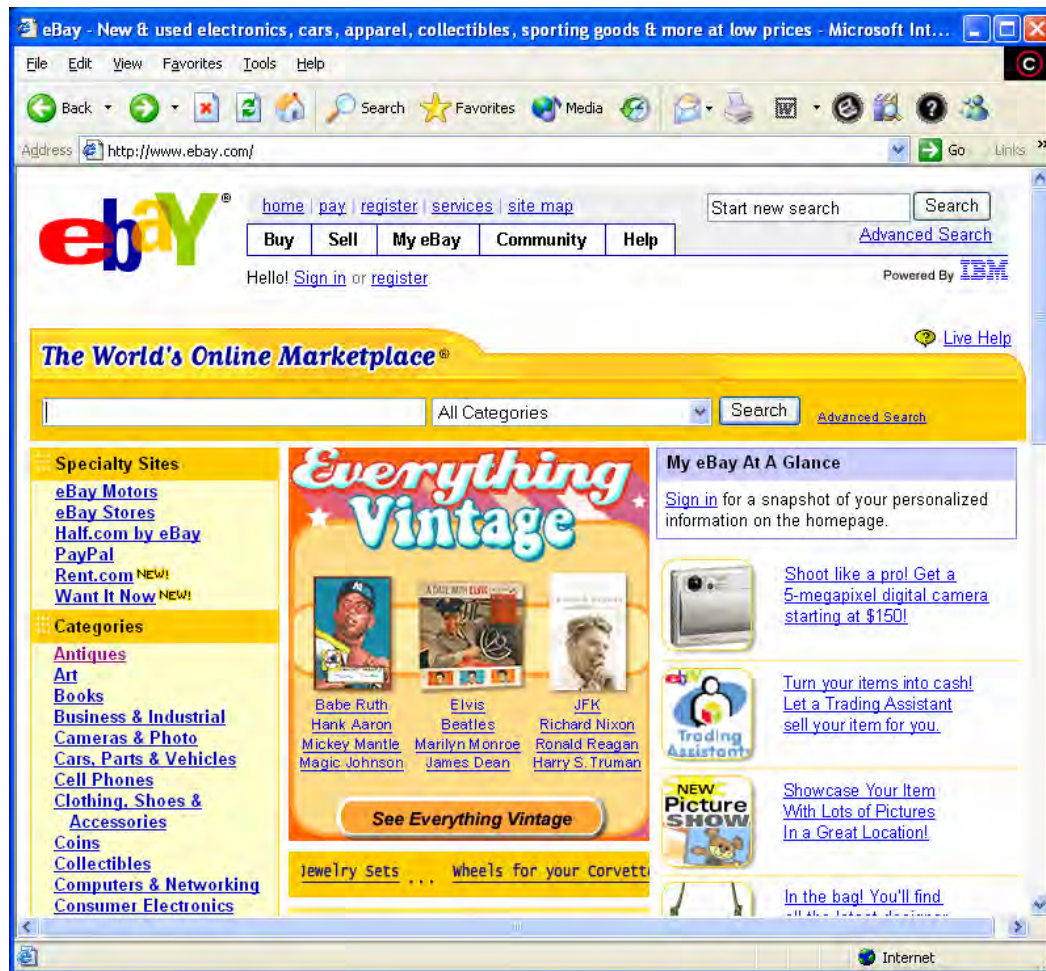 eBay - New & used electronics, cars, apparel, collectibles, sporting goods & more at low prices - Microsoft Int...
File Edit View Favorites Tools Help
Back Search Favorites Media
Address http://www.ebay.com/ Go Links
ebaY®
home | pay | register | services | site map
Start new search Search
Buy Sell My eBay Community Help
Advanced Search
Hello! Sign in or register.
Powered By IBM
Live Help
The World's Online Marketplace®
All Categories Search Advanced Search
Specialty Sites
eBay Motors
eBay Stores
Half.com by eBay
PayPal
Rent.com NEW!
Want It Now NEW!
Categories
Antiques
Art
Books
Business & Industrial
Cameras & Photo
Cars, Parts & Vehicles
Cell Phones
Clothing, Shoes &
Accessories
Coins
Collectibles
Computers & Networking
Consumer Electronics
Everything
Vintage
A DATE WITH ELVIS
Babe Ruth Elvis JFK
Hank Aaron Beatles Richard Nixon
Mickey Mantle Marilyn Monroe Ronald Reagan
Magic Johnson James Dean Harry S. Truman
See Everything Vintage
Jewelry Sets ... Wheels for your Corvette
My eBay At A Glance
Sign in for a snapshot of your personalized
information on the homepage.
Shoot like a pro! Get a
5-megapixel digital camera
starting at $150!
ebY
Trading
Assistant
Turn your items into cash!
Let a Trading Assistant
sell your item for you.
NEW
Picture
SHOW
Showcase Your Item
With Lots of Pictures
In a Great Location!
In the bag! You'll find
all the latest designer
Internet